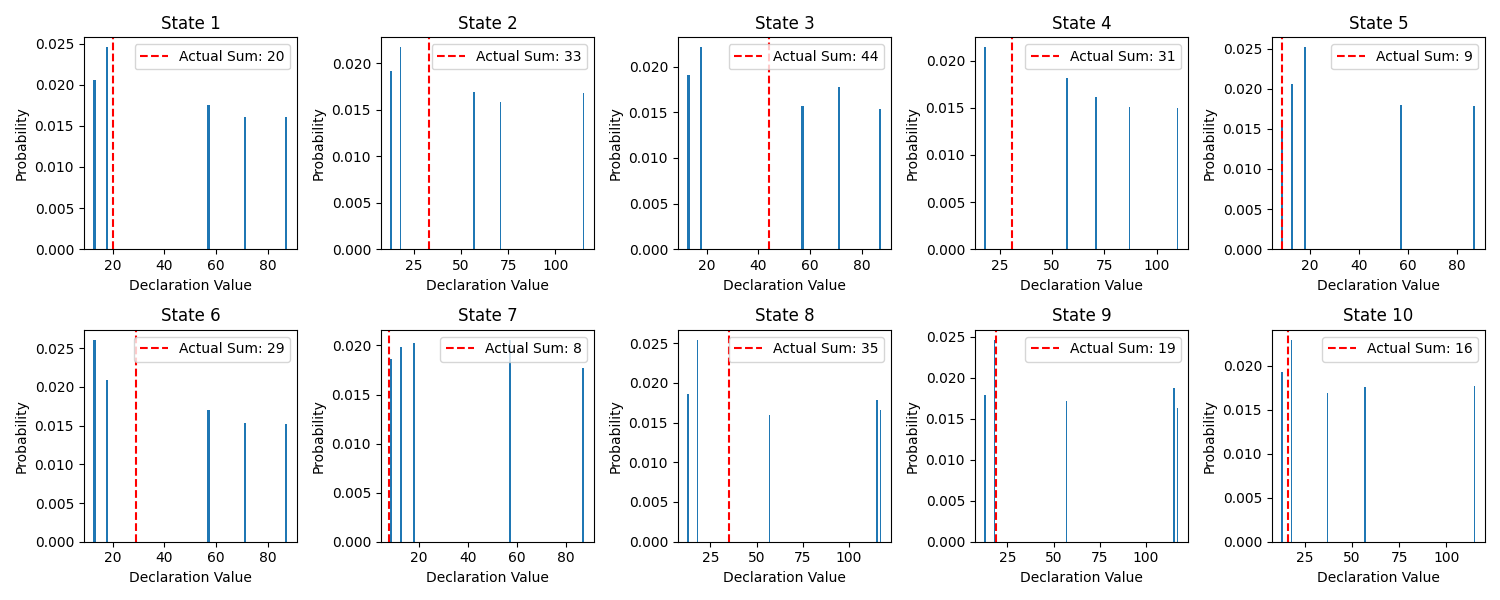 State 1
Actual Sum: 20
0.025
0.020
0.015
0.010
0.005
0.000
Probability
20 40 60 80
Declaration Value
State 2
Actual Sum: 33
0.020
0.015
0.010
0.005
0.000
Probability
25 50 75 100
Declaration Value
State 3
Actual Sum: 44
0.020
0.015
0.010
0.005
0.000
Probability
20 40 60 80
Declaration Value
State 4
Actual Sum: 31
0.020
0.015
0.010
0.005
0.000
Probability
25 50 75 100
Declaration Value
State 5
Actual Sum: 9
0.025
0.020
0.015
0.010
0.005
0.000
Probability
20 40 60 80
Declaration Value
State 6
Actual Sum: 29
0.025
0.020
0.015
0.010
0.005
0.000
Probability
20 40 60 80
Declaration Value
State 7
Actual Sum: 8
0.020
0.015
0.010
0.005
0.000
Probability
20 40 60 80
Declaration Value
State 8
Actual Sum: 35
0.025
0.020
0.015
0.010
0.005
0.000
Probability
25 50 75 100
Declaration Value
State 9
Actual Sum: 19
0.025
0.020
0.015
0.010
0.005
0.000
Probability
25 50 75 100
Declaration Value
State 10
Actual Sum: 16
0.020
0.015
0.010
0.005
0.000
Probability
25 50 75 100
Declaration Value